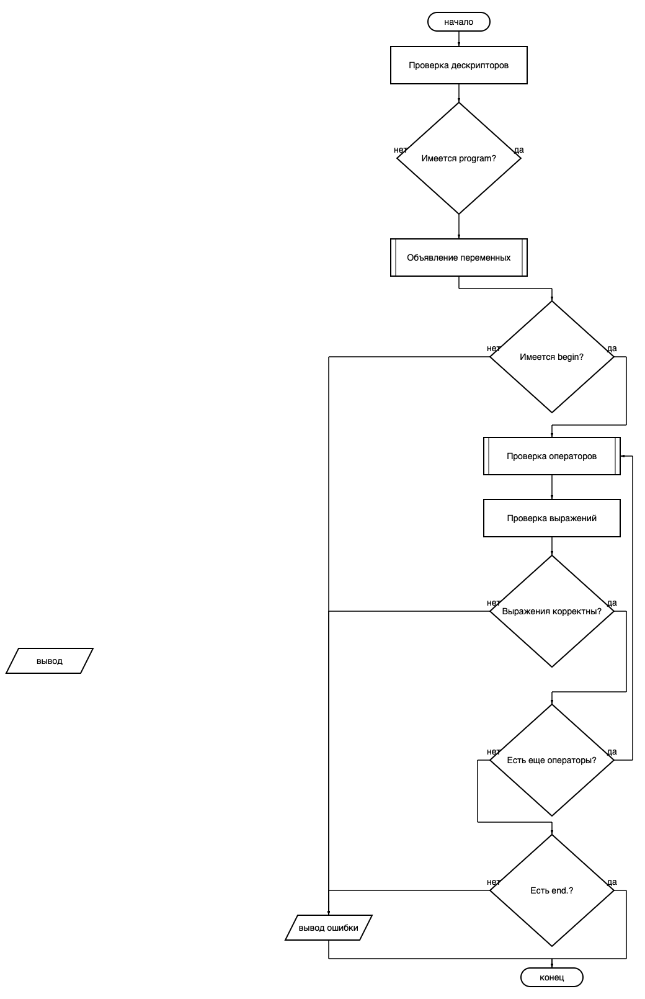 начало
Проверка дескрипторов
нет
да
Имеется program?
Объявление переменных
нет
да
Имеется begin?
Проверка операторов
Проверка выражений
нет
да
Выражения корректны?
вывод
нет
да
Есть еще операторы?
нет
да
Есть end.?
вывод ошибки
конец